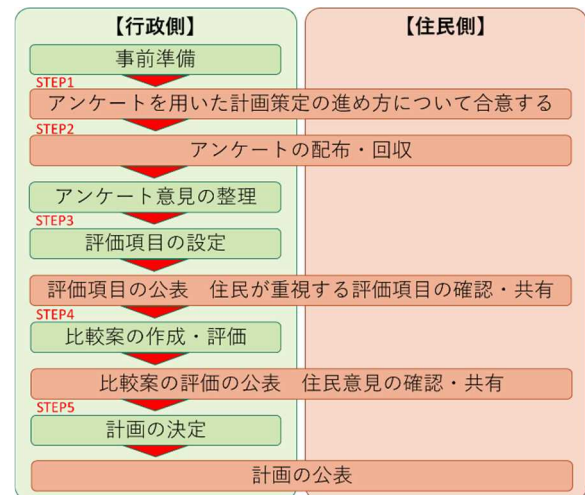 【行政側】
【住民側】
事前準備
STEP1
アンケートを用いた計画策定の進め方について合意する
STEP2
アンケートの配布・回収
アンケート意見の整理
STEP3
評価項目の設定
評価項目の公表 住民が重視する評価項目の確認・共有
STEP4
比較案の作成・評価
比較案の評価の公表 住民意見の確認・共有
STEP5
計画の決定
計画の公表